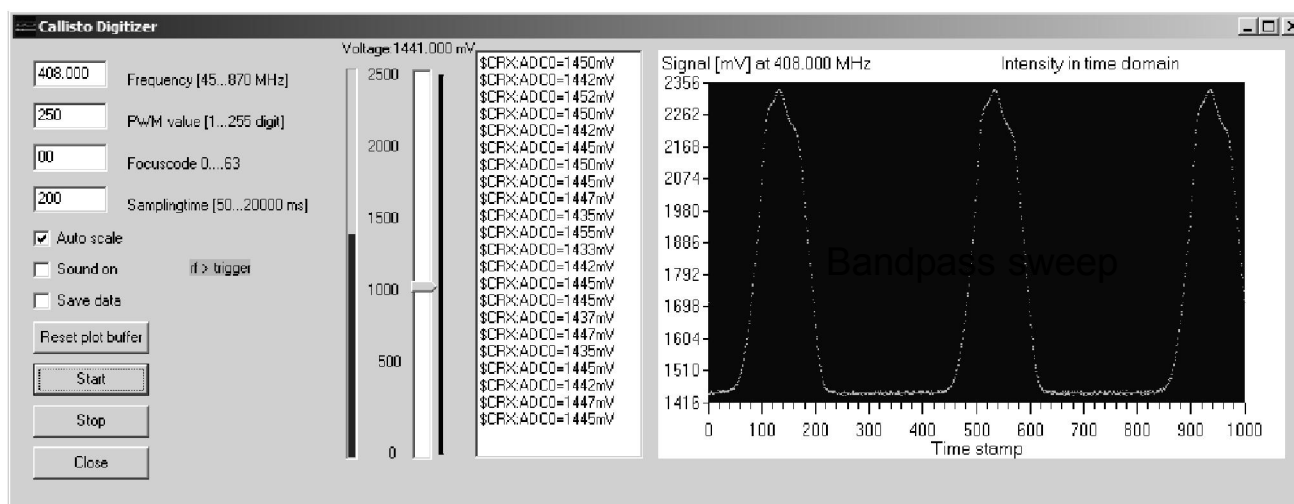 Callisto Digitizer
408.000
Frequency [45...870 MHz]
250
PWM value [1...255 digit]
00
Focuscode 0....63
200
Samplingtime [50...20000 ms]
Auto scale
Sound on
rf > trigger
Save data
Reset plot buffer
Start
Stop
Close
Voltage 1441.000 mV
2500
2000
1500
1000
500
0
$CRX:ADC0=1450mV
$CRX:ADC0=1442mV
$CRX:ADC0=1452mV
$CRX:ADC0=1450mV
$CRX:ADC0=1442mV
$CRX:ADC0=1445mV
$CRX:ADC0=1450mV
$CRX:ADC0=1445mV
$CRX:ADC0=1447mV
$CRX:ADC0=1435mV
$CRX:ADC0=1455mV
$CRX:ADC0=1433mV
$CRX:ADC0=1442mV
$CRX:ADC0=1445mV
$CRX:ADC0=1445mV
$CRX:ADC0=1437mV
$CRX:ADC0=1447mV
$CRX:ADC0=1435mV
$CRX:ADC0=1445mV
$CRX:ADC0=1442mV
$CRX:ADC0=1447mV
$CRX:ADC0=1445mV
Signal [mV] at 408.000 MHz Intensity in time domain
2356
2262
2168
2074
1980
1886
1792
1698
1604
1510
1416
Bandpass sweep
0 100 200 300 400 500 600 700 800 900 1000
Time stamp